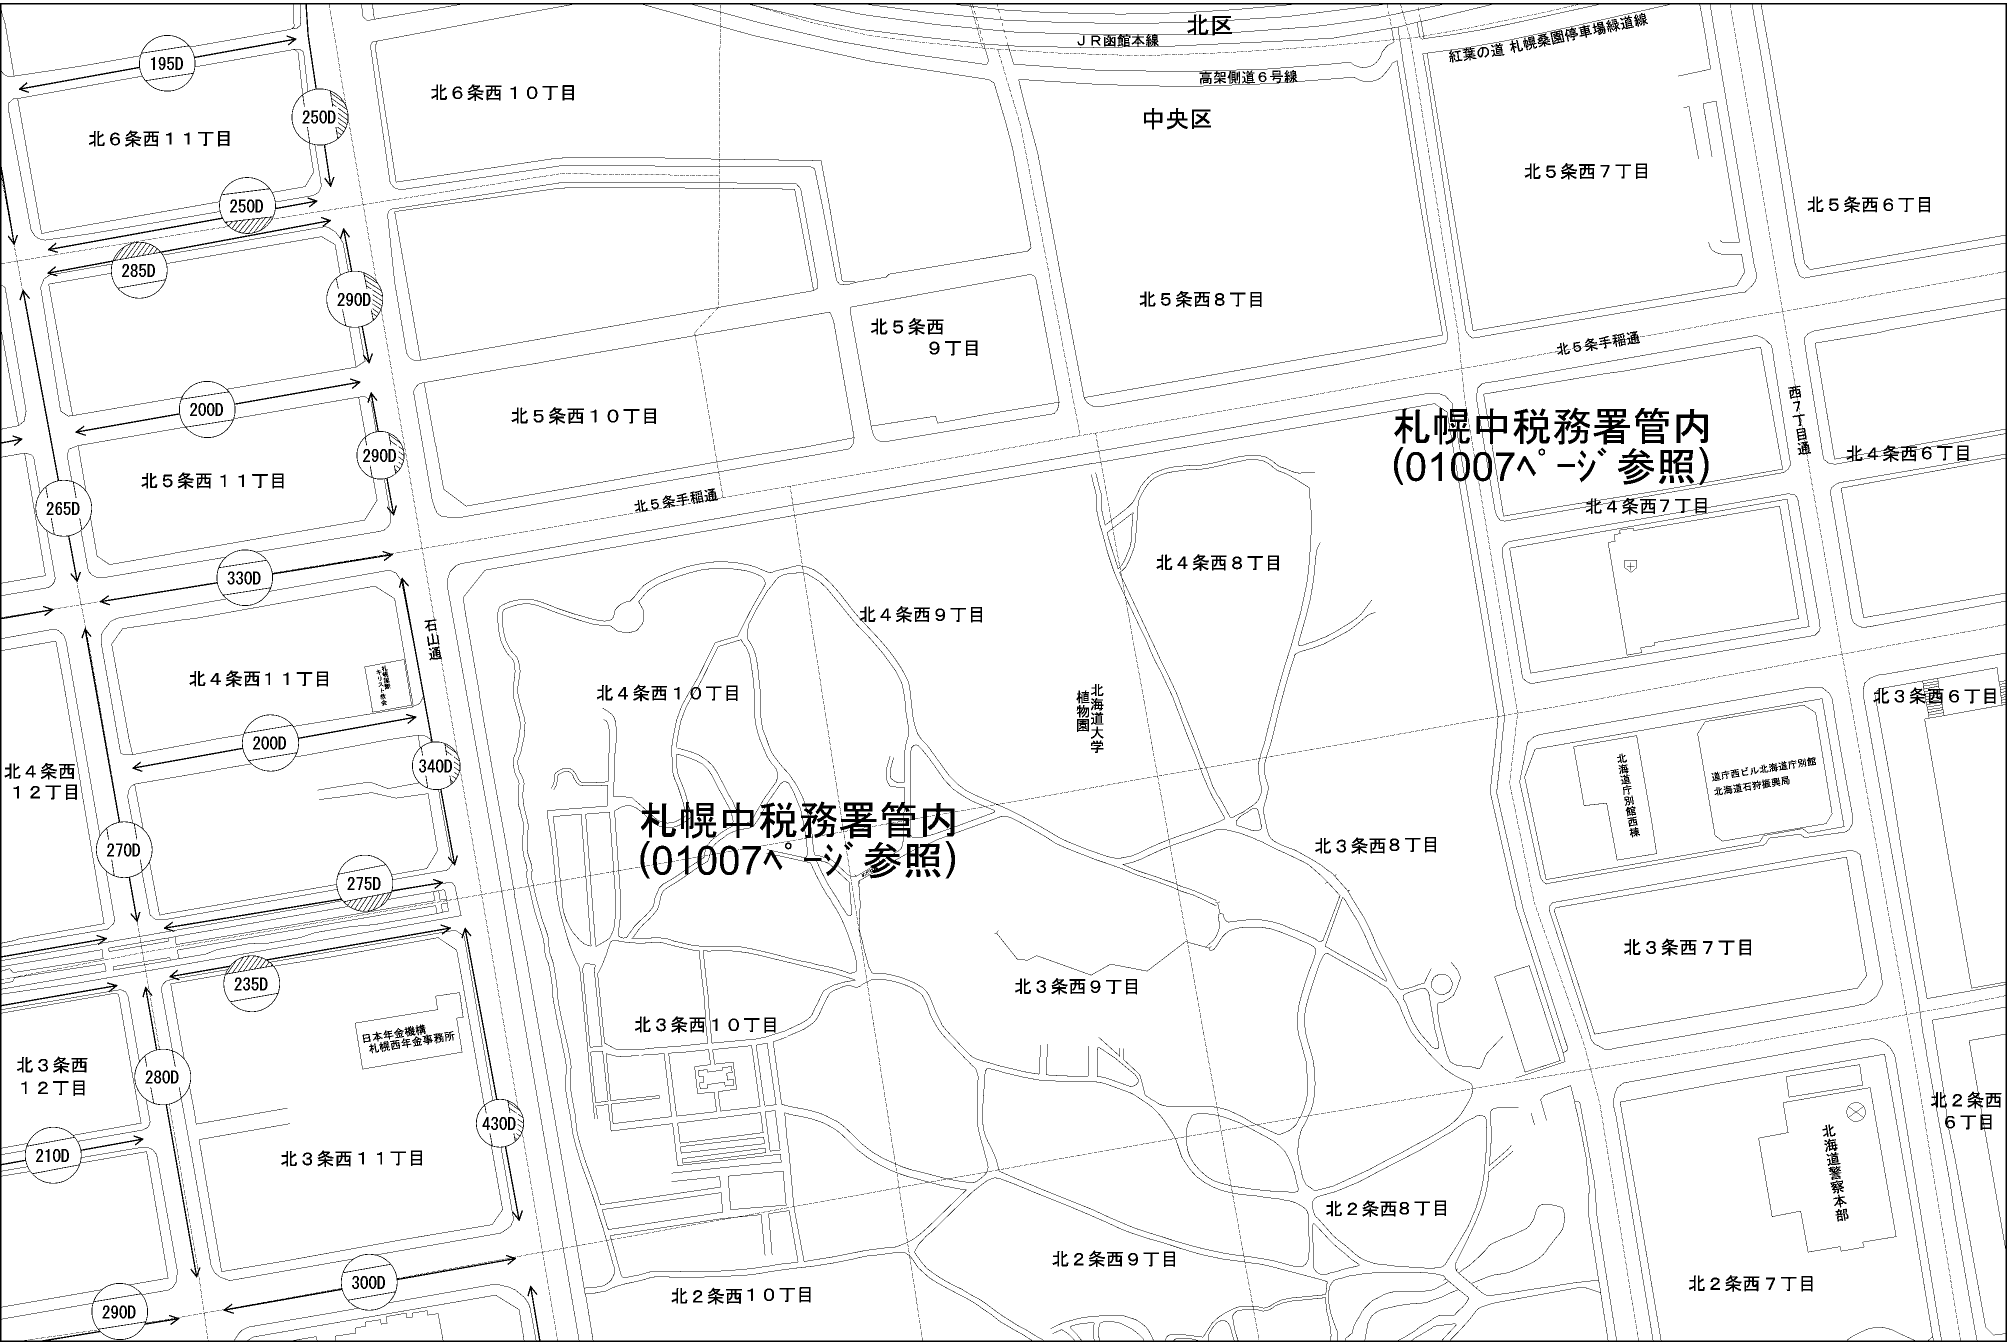 北区
ＪＲ函館本線
紅葉の道 札幌桑園停車場緑道線
195D
高架側道６号線
北６条西１０丁目
250D
中央区
北６条西１１丁目
北５条西７丁目
250D
北５条西６丁目
285D
290D
北５条西８丁目
北５条西
９丁目
北５条手稲通
200D
北５条西１０丁目
西７丁目通
札幌中税務署管内
(01007ﾍﾟｰｼﾞ参照)
290D
北４条西６丁目
北５条西１１丁目
265D
北５条手稲通
北４条西７丁目
北４条西８丁目
330D
北４条西９丁目
石山通
北４条西１１丁目
北４条西１０丁目
北海道大学
植物園
北３条西６丁目
200D
340D
北４条西
１２丁目
北海道庁別館西棟
道庁西ビル北海道庁別館
北海道石狩振興局
札幌中税務署管内
(01007ﾍﾟｰｼﾞ参照)
270D
北３条西８丁目
275D
北３条西７丁目
235D
北３条西９丁目
北３条西１０丁目
日本年金機構
札幌西年金事務所
北３条西
１２丁目
280D
430D
北２条西
６丁目
210D
北３条西１１丁目
北海道警察本部
北２条西８丁目
北２条西９丁目
300D
北２条西７丁目
北２条西１０丁目
290D